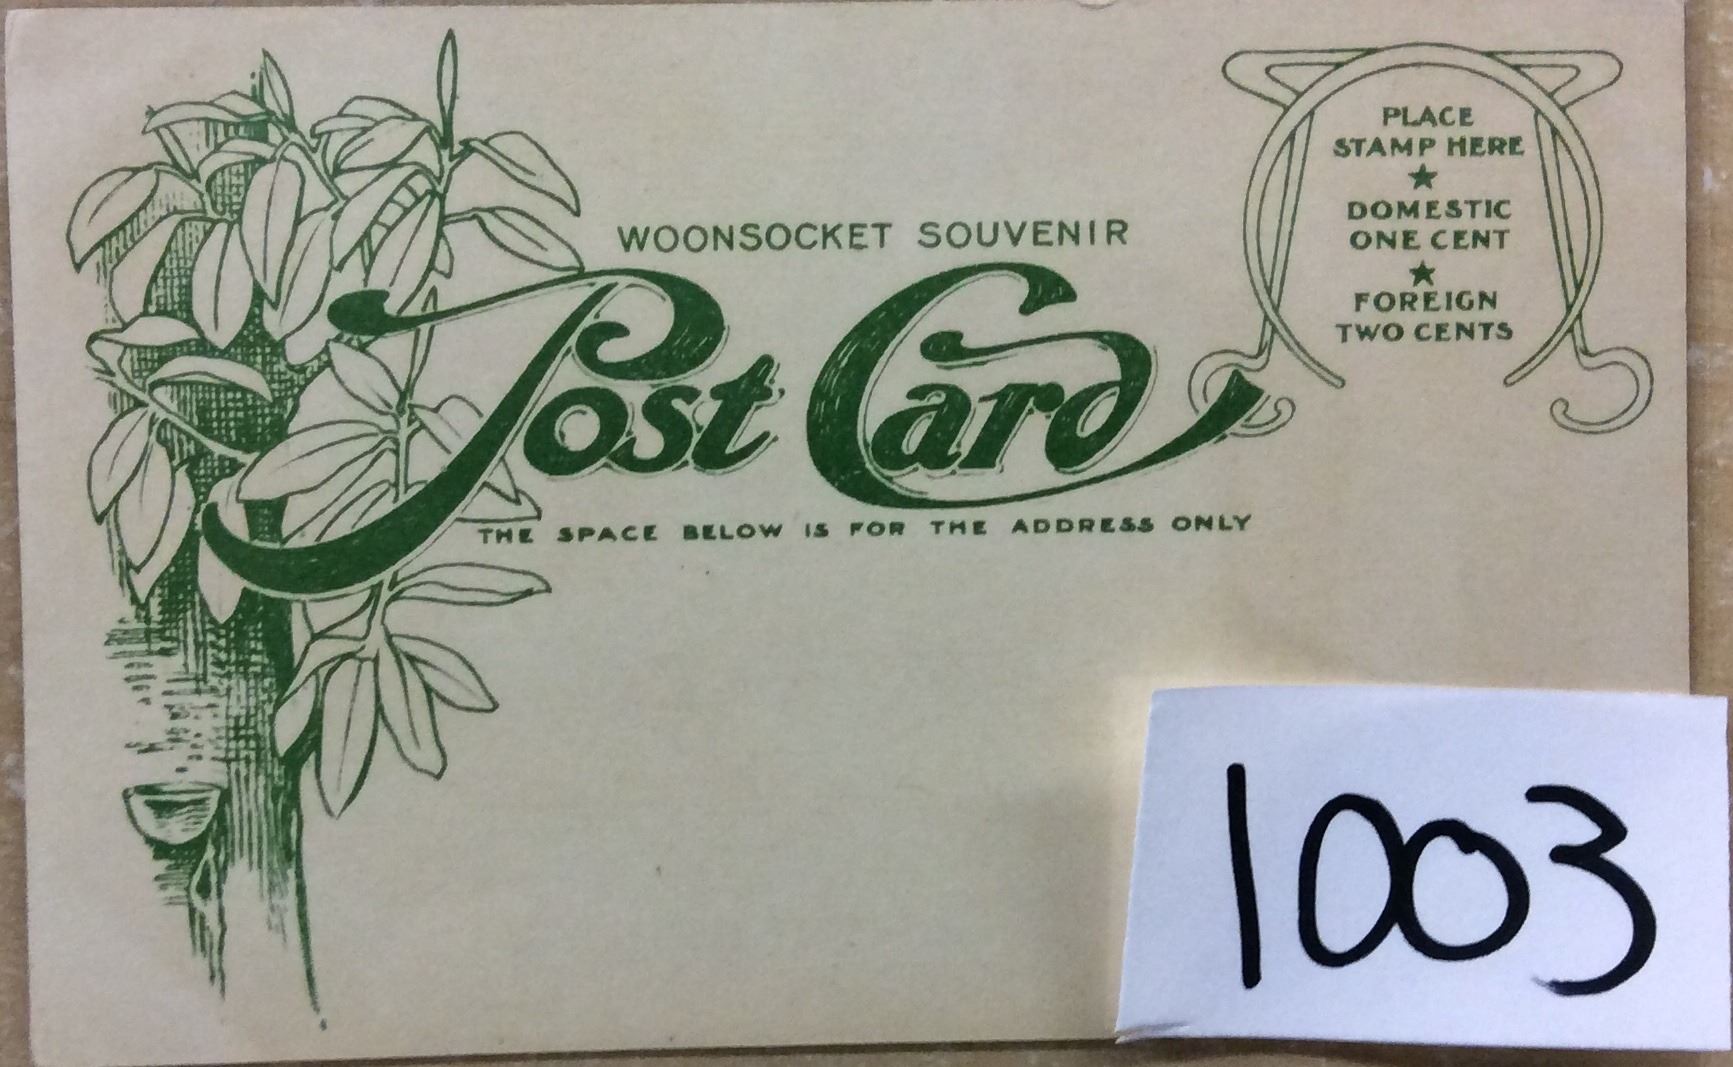 WOONSOCKET SOUVENIR
Post Card
THE SPACE BELOW IS FOR THE ADDRESS ONLY
PLACE
STAMP HERE
★
DOMESTIC
ONE CENT
★
FOREIGN
TWO CENTS
1003